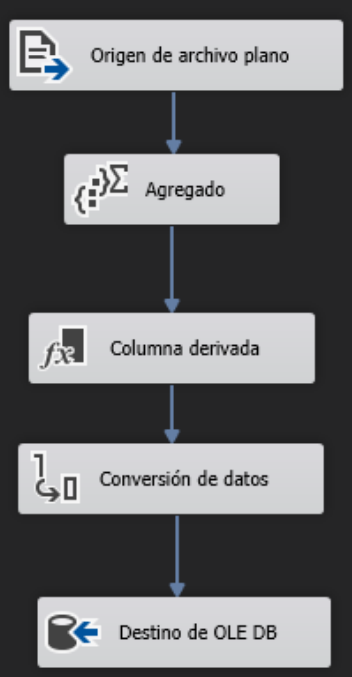 Origen de archivo plano
Agregado
Columna derivada
Conversión de datos
Destino de OLE DB